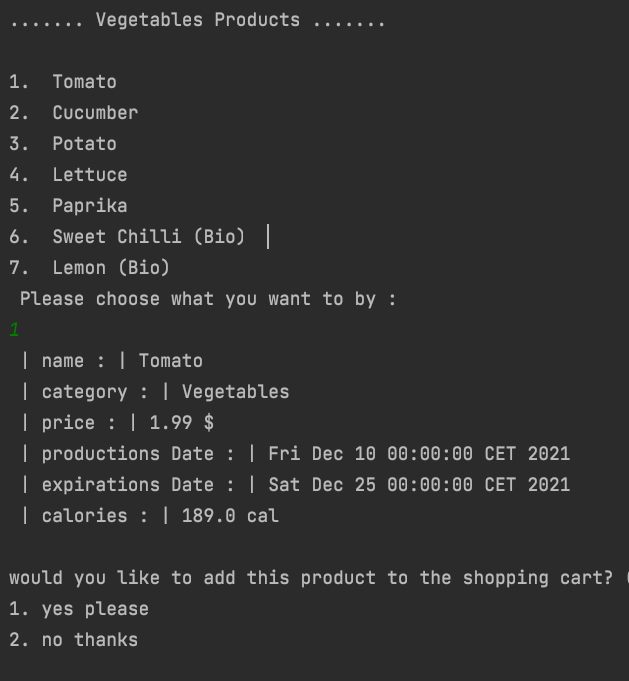 ....... Vegetables Products .......
1.  Tomato
2.  Cucumber
3.  Potato
4.  Lettuce
5.  Paprika
6.  Sweet Chilli (Bio)
7.  Lemon (Bio)
 Please choose what you want to by :
1
 | name : | Tomato
 | category : | Vegetables
 | price : | 1.99 $
 | productions Date : | Fri Dec 10 00:00:00 CET 2021
 | expirations Date : | Sat Dec 25 00:00:00 CET 2021
 | calories : | 189.0 cal
would you like to add this product to the shopping cart?
1. yes please
2. no thanks